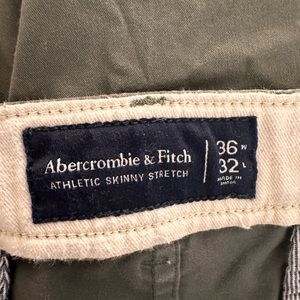 Abercrombie & Fitch
ATHLETIC SKINNY STRETCH
36 W
32 L
MADE IN